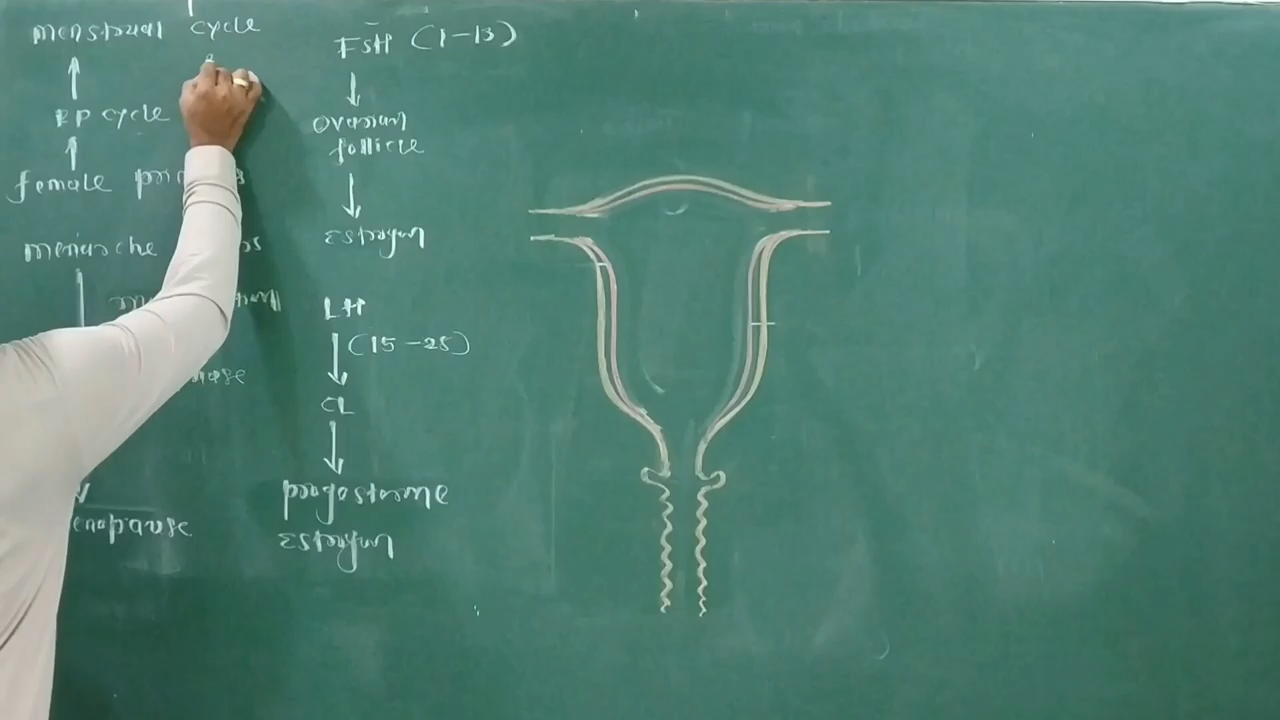 menstrual cycle
RP cycle
female
menarche
menopause
FSH (1-13)
ovarian
follicle
Estrogen
LH
(15-25)
CL
progesterone
Estrogen